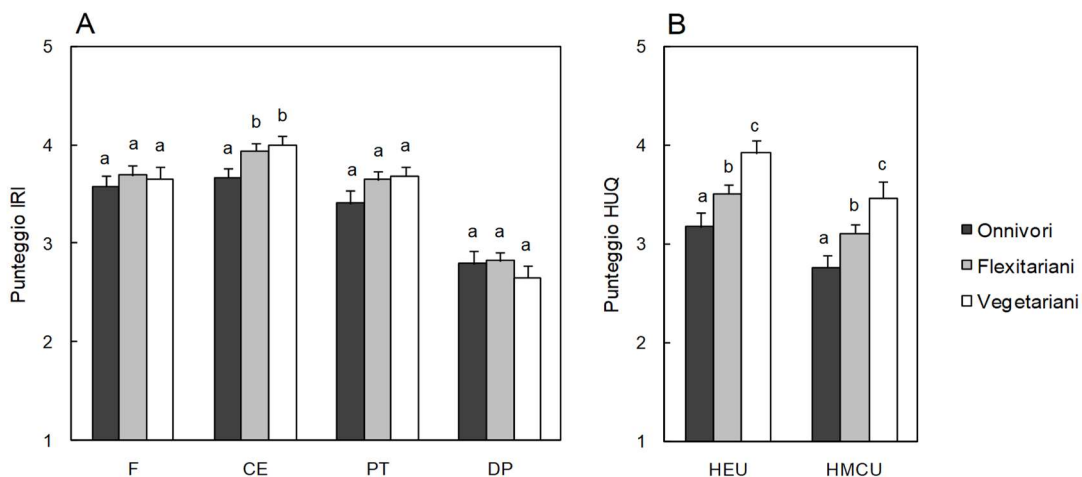 A
B
5
4
3
2
1
Punteggio IRI
a a a
a b b
a a a
a a a
F CE PT DP
5
4
3
2
1
Punteggio HUQ
a b c
a b c
HEU HMCU
Onnivori
Flexitariani
Vegetariani